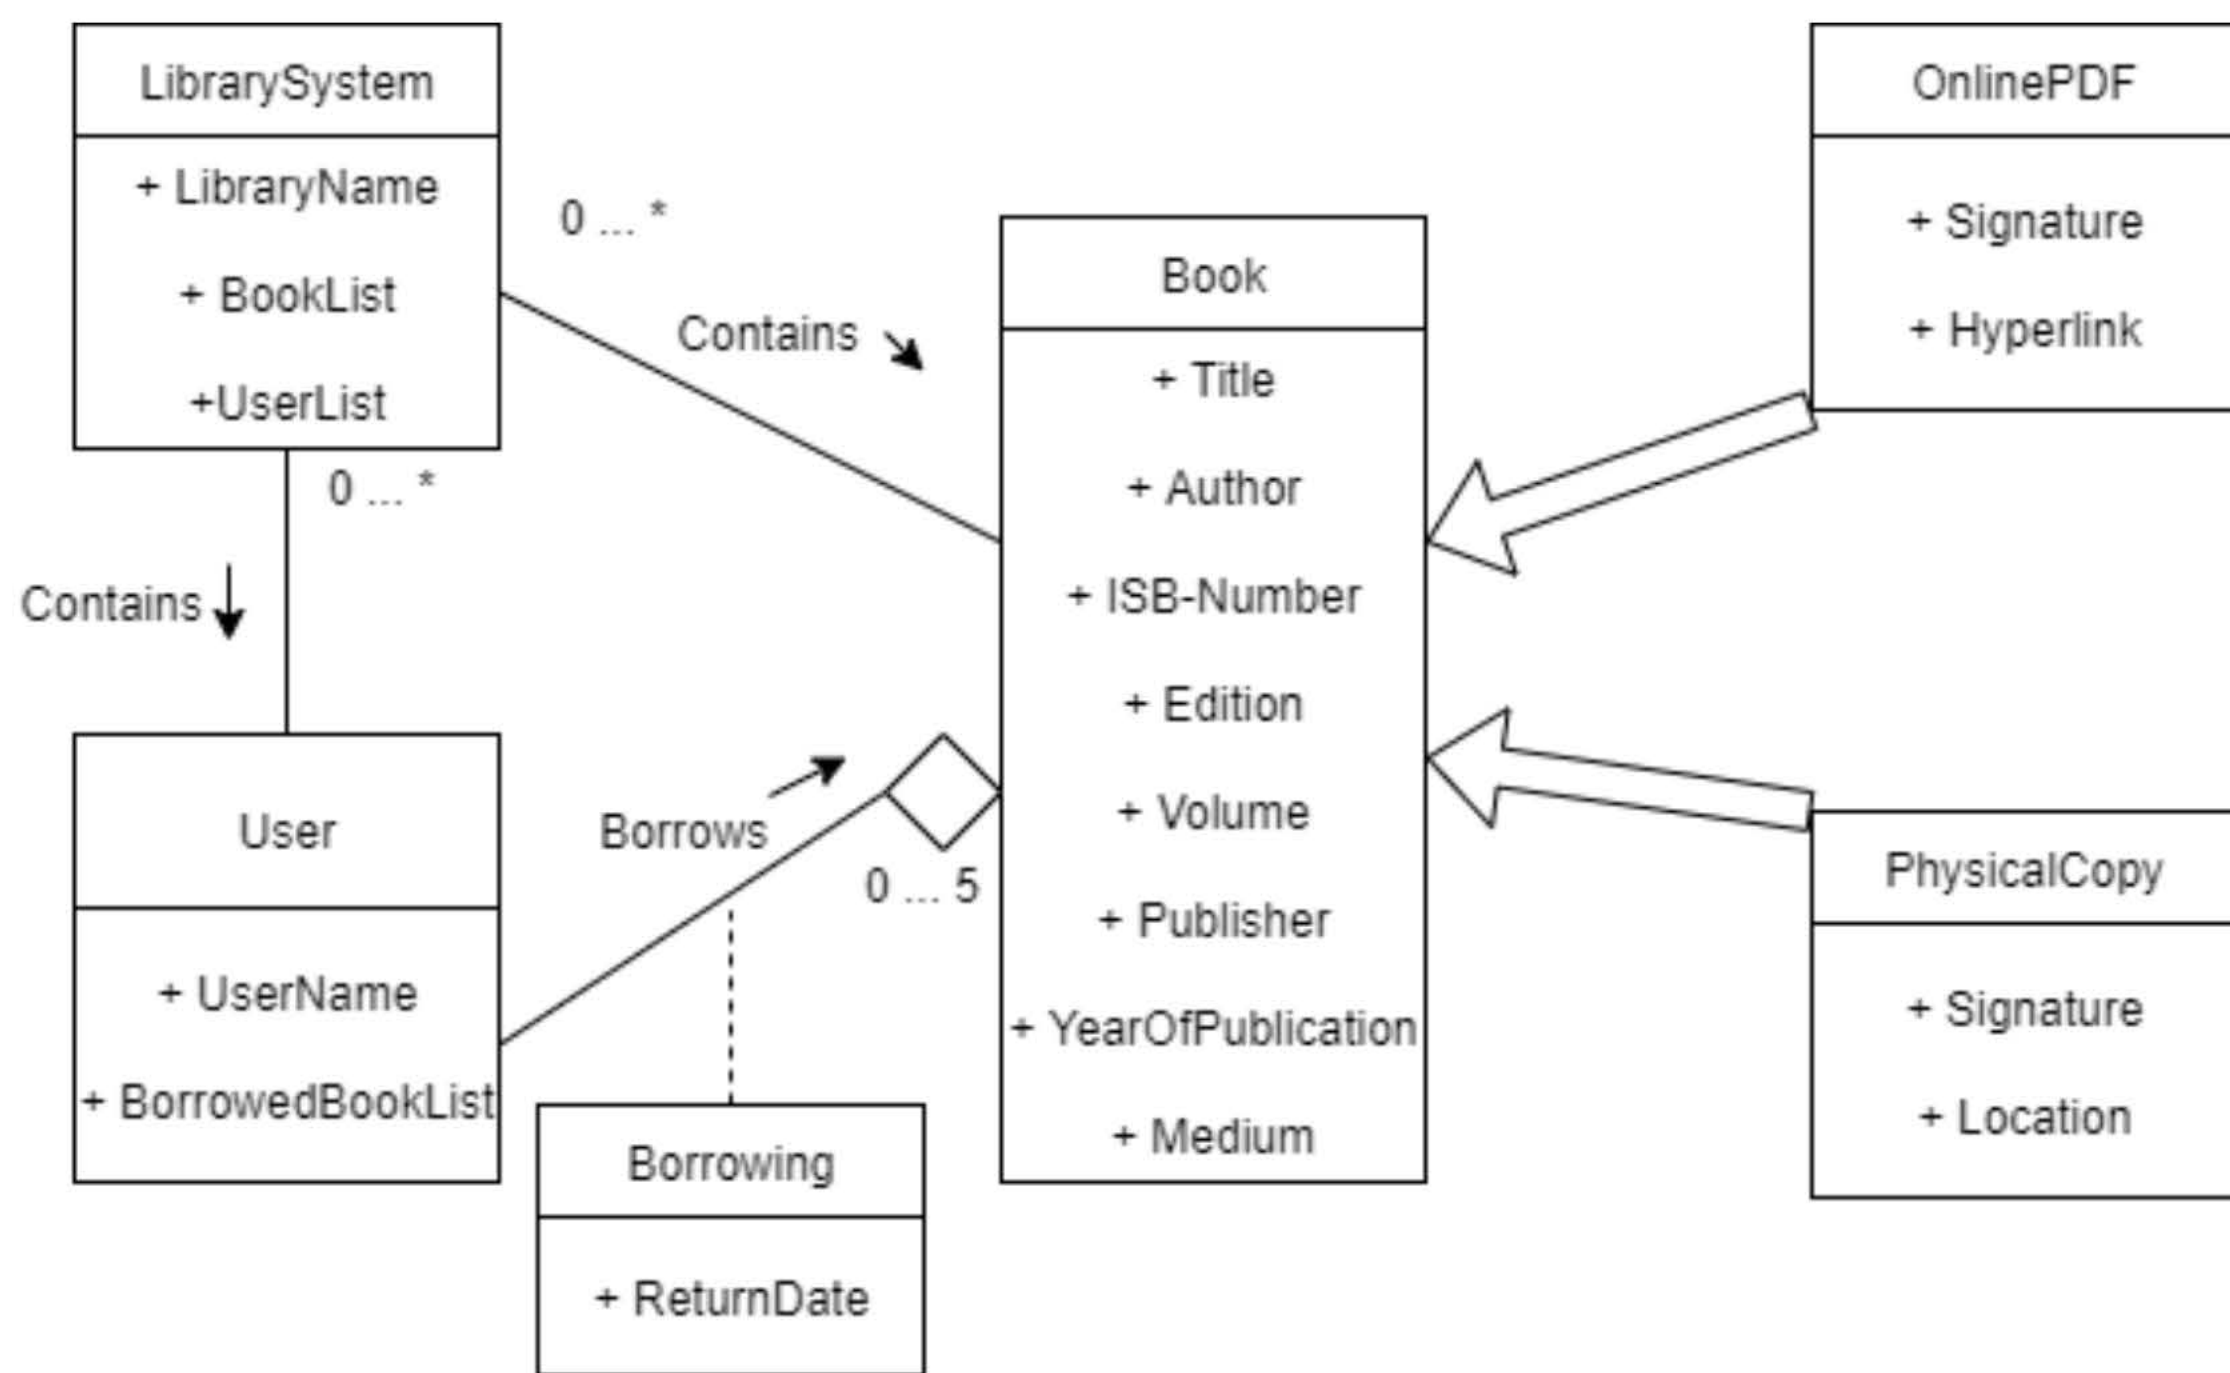 LibrarySystem
+ LibraryName
+ BookList
+UserList
0 ... *
Contains
0 ... *
Contains
User
+ UserName
+ BorrowedBookList
Borrows
0 ... 5
Borrowing
+ ReturnDate
Book
+ Title
+ Author
+ ISB-Number
+ Edition
+ Volume
+ Publisher
+ YearOfPublication
+ Medium
OnlinePDF
+ Signature
+ Hyperlink
PhysicalCopy
+ Signature
+ Location